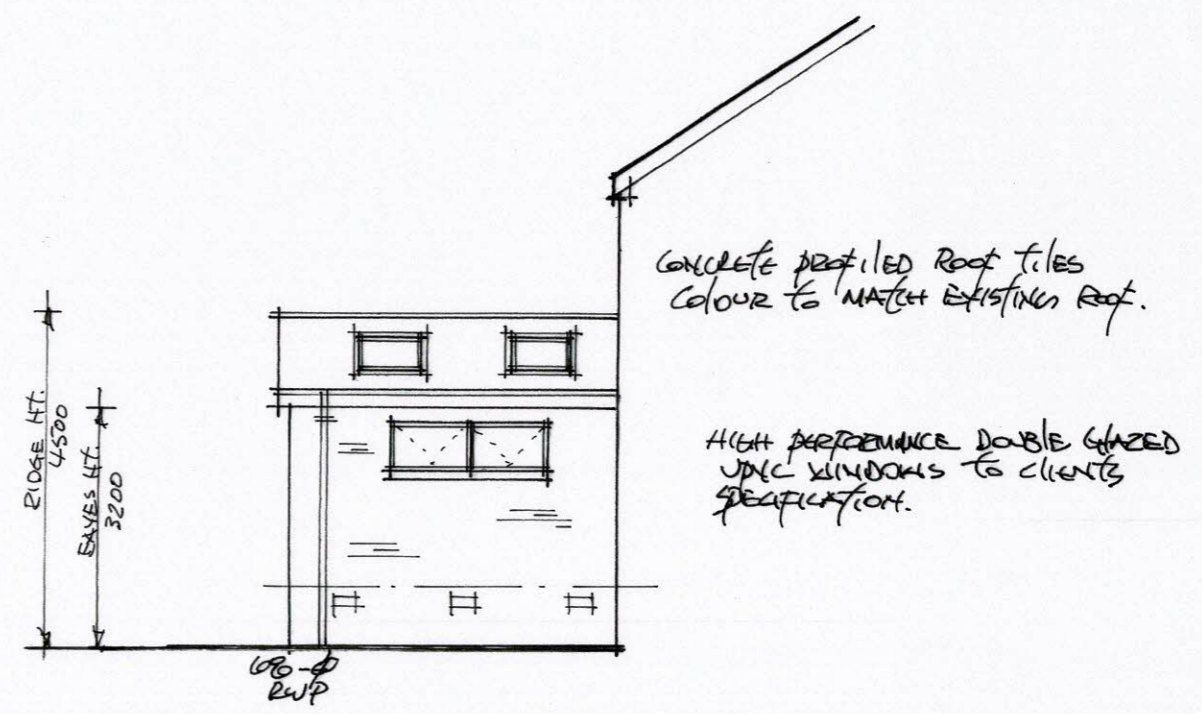 CONCRETE PROFILED ROOF TILES
COLOUR TO MATCH EXISTING ROOF.
HIGH PERFORMANCE DOUBLE GLAZED
UPVC WINDOWS TO CLIENTS
SPECIFICATION.
RIDGE HT.
4500
EAVES HT.
3200
RWP